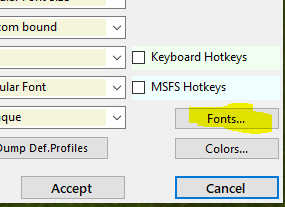 tom bound
Keyboard Hotkeys
ular Font
MSFS Hotkeys
que
Fonts...
Dump Def.Profiles
Colors...
Accept
Cancel